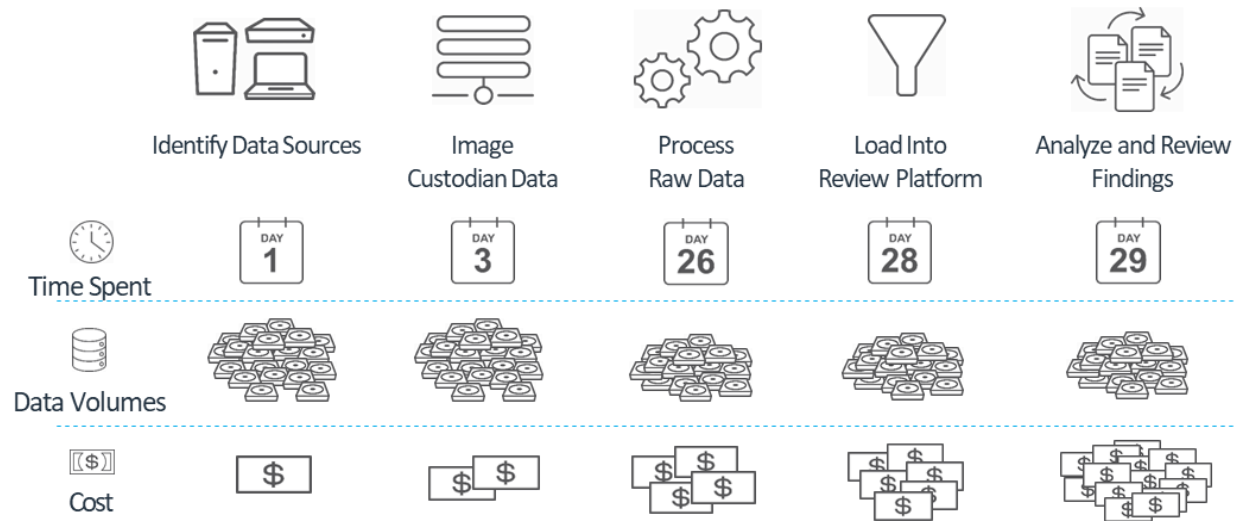 Identify Data Sources
Image
Custodian Data
Process
Raw Data
Load Into
Review Platform
Analyze and Review
Findings
Time Spent
DAY
1
DAY
3
DAY
26
DAY
28
DAY
29
Data Volumes
Cost
$
$
$ $
$ $ $ $
$ $ $ $ $ $
$ $ $ $ $ $ $ $ $ $